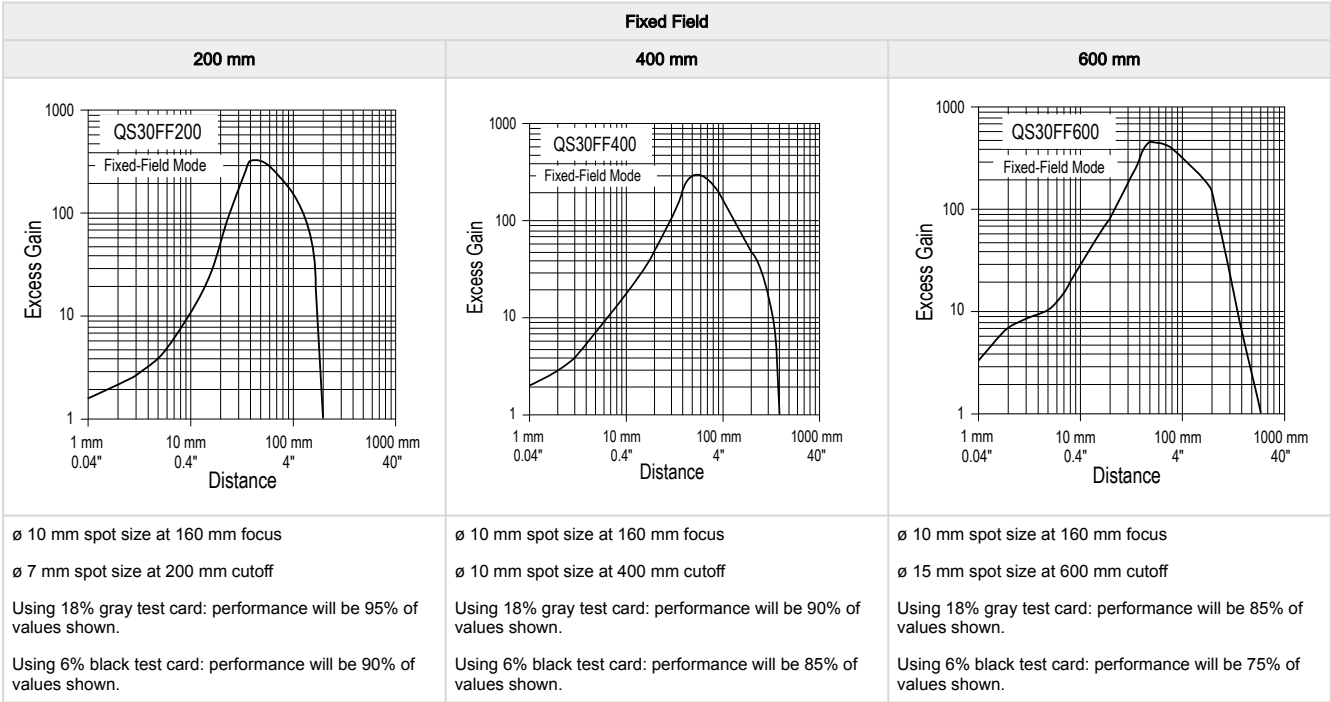 Fixed Field
200 mm
400 mm
600 mm
1000
100
10
1
QS30FF200
Fixed-Field Mode
Excess Gain
1 mm
0.04"
10 mm
0.4"
100 mm
4"
1000 mm
40"
Distance
1000
100
10
1
QS30FF400
Fixed-Field Mode
Excess Gain
1 mm
0.04"
10 mm
0.4"
100 mm
4"
1000 mm
40"
Distance
1000
100
10
1
QS30FF600
Fixed-Field Mode
Excess Gain
1 mm
0.04"
10 mm
0.4"
100 mm
4"
1000 mm
40"
Distance
ø 10 mm spot size at 160 mm focus
ø 7 mm spot size at 200 mm cutoff
Using 18% gray test card: performance will be 95% of
values shown.
Using 6% black test card: performance will be 90% of
values shown.
ø 10 mm spot size at 160 mm focus
ø 10 mm spot size at 400 mm cutoff
Using 18% gray test card: performance will be 90% of
values shown.
Using 6% black test card: performance will be 85% of
values shown.
ø 10 mm spot size at 160 mm focus
ø 15 mm spot size at 600 mm cutoff
Using 18% gray test card: performance will be 85% of
values shown.
Using 6% black test card: performance will be 75% of
values shown.